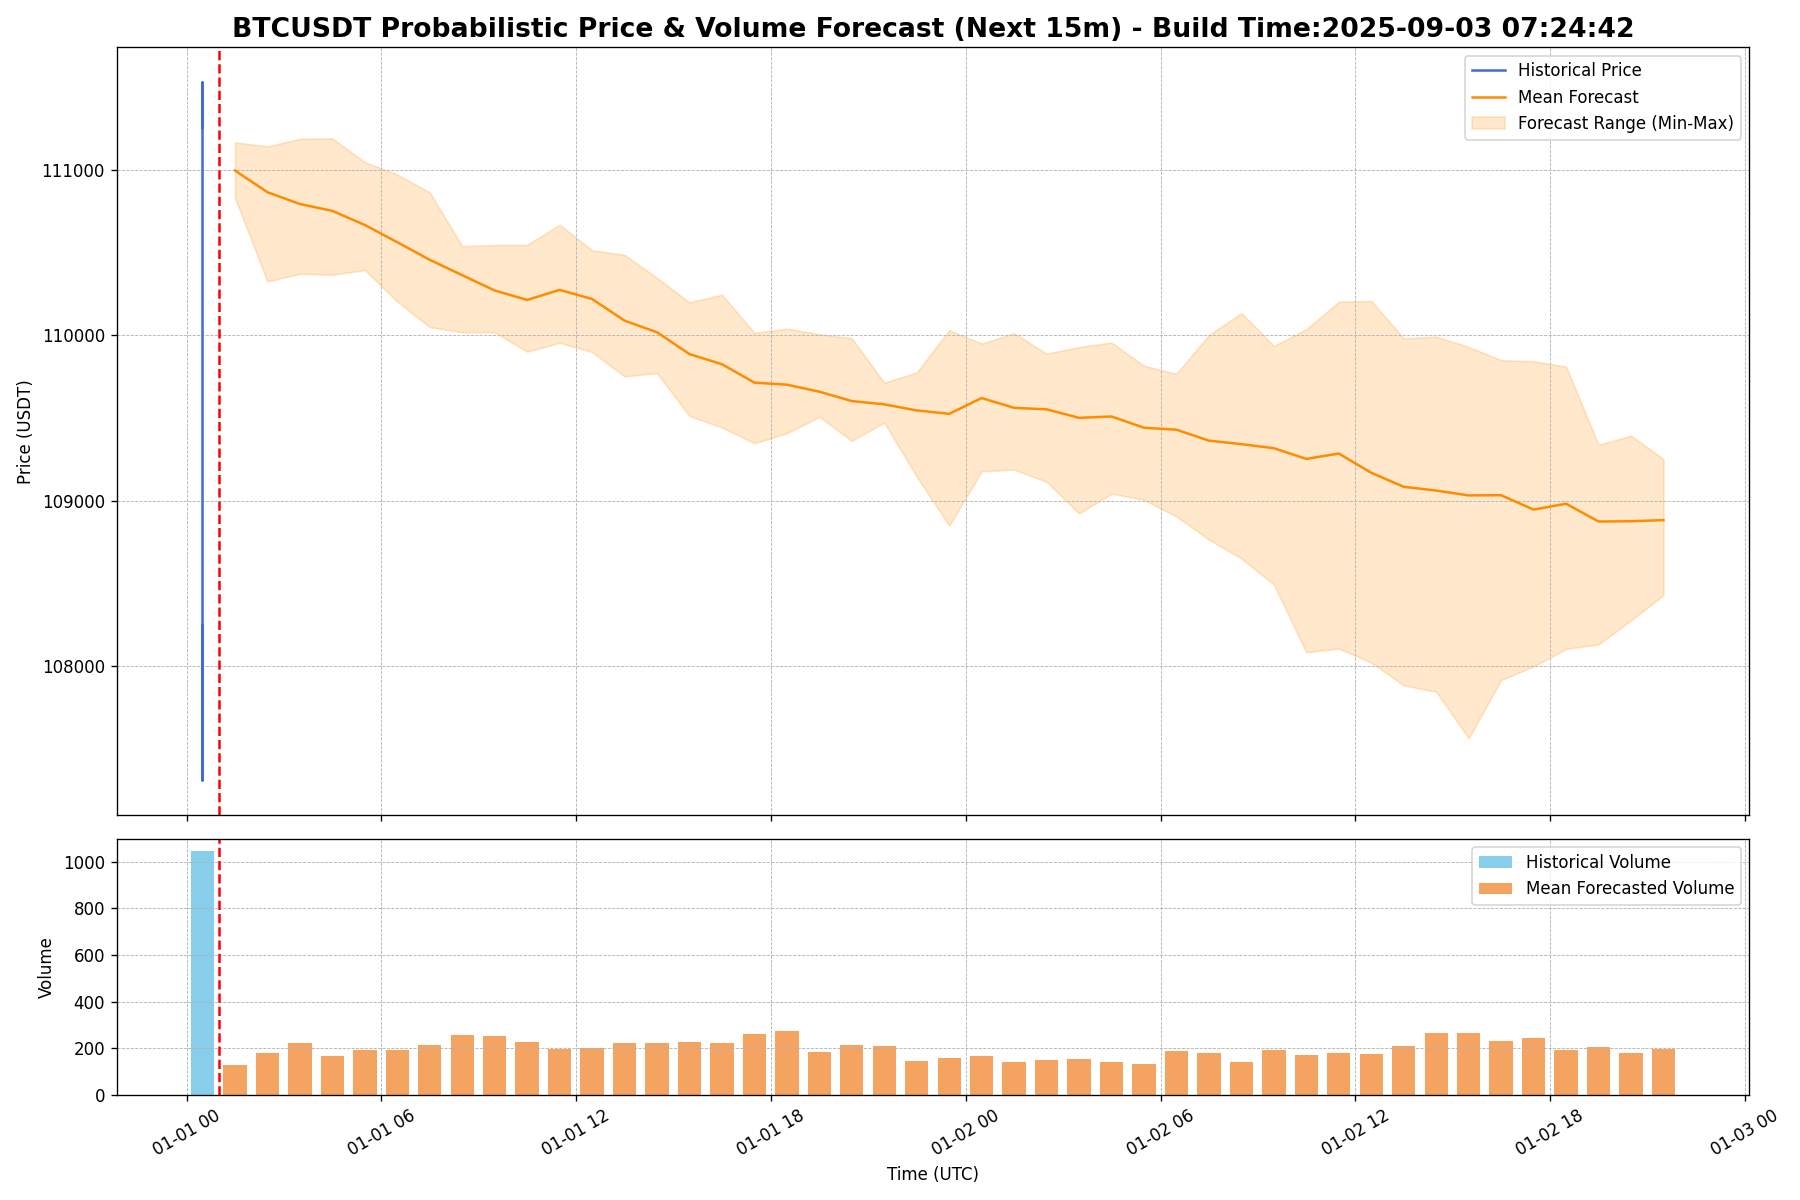 BTCUSDT Probabilistic Price & Volume Forecast (Next 15m) - Build Time:2025-09-03 07:24:42
Historical Price
Mean Forecast
Forecast Range (Min-Max)
111000
110000
109000
108000
Price (USDT)
Historical Volume
Mean Forecasted Volume
1000
800
600
400
200
0
Volume
01-01 00
01-01 06
01-01 12
01-01 18
01-02 00
01-02 06
01-02 12
01-02 18
01-03 00
Time (UTC)